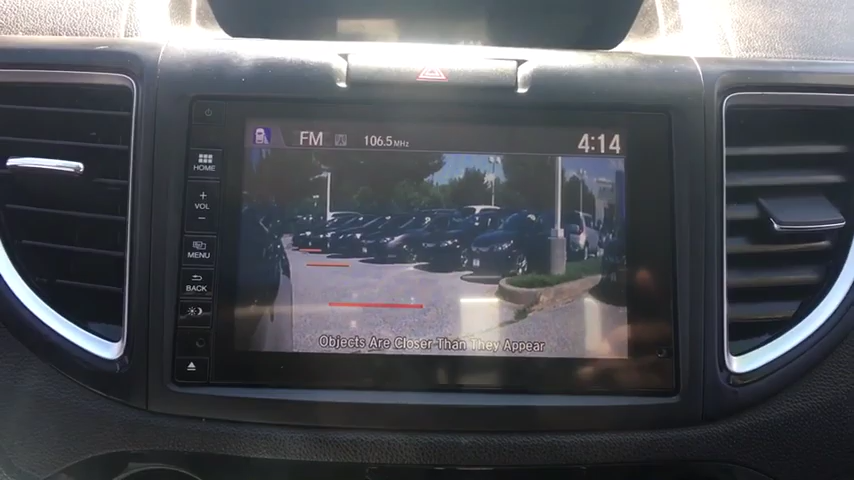 FM 106.5MHz 4:14
HOME
+
VOL
-
MENU
BACK
Objects Are Closer Than They Appear